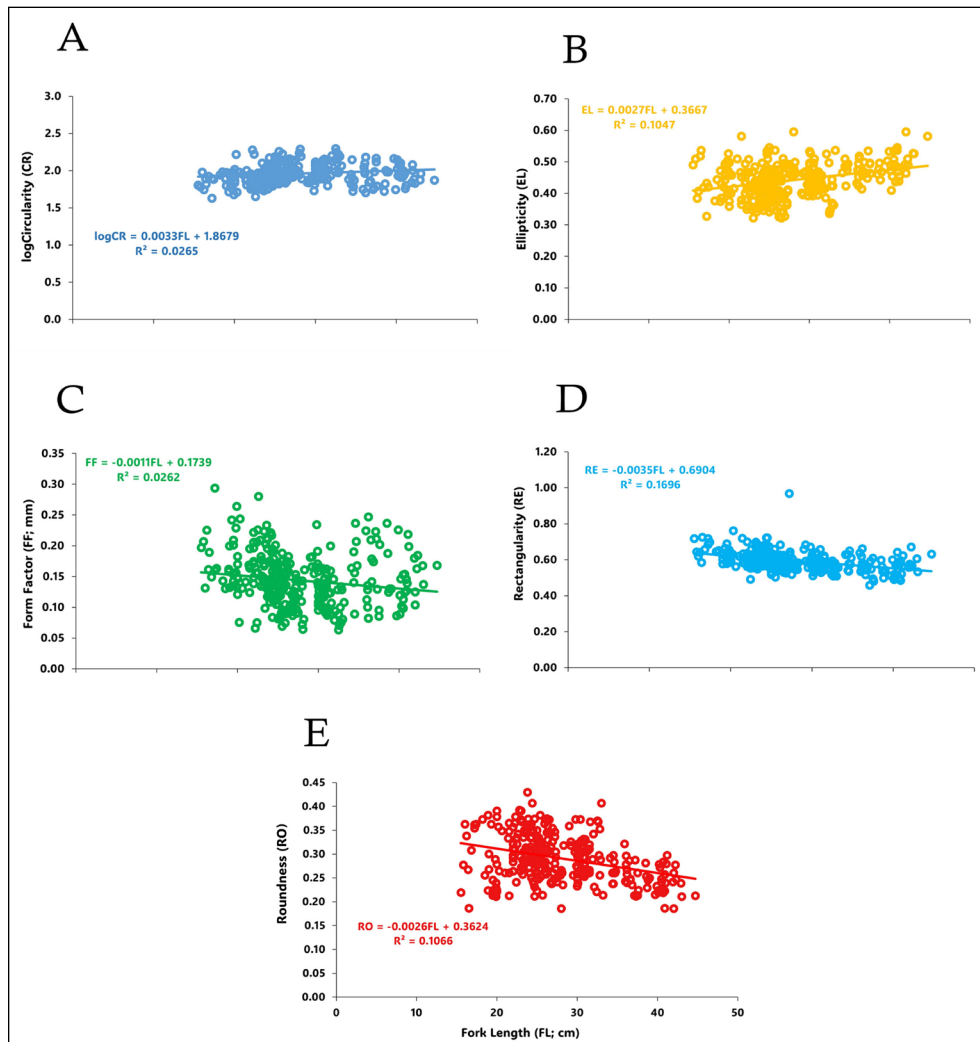 A
logCircularity (CR)
3.0
2.5
2.0
1.5
1.0
0.5
0.0
logCR = 0.0033FL + 1.8679
R² = 0.0265
B
Ellipticity (EL)
0.70
0.60
0.50
0.40
0.30
0.20
0.10
0.00
EL = 0.0027FL + 0.3667
R² = 0.1047
C
Form Factor (FF; mm)
0.35
0.30
0.25
0.20
0.15
0.10
0.05
0.00
FF = -0.0011FL + 0.1739
R² = 0.0262
D
Rectangularity (RE)
1.20
1.00
0.80
0.60
0.40
0.20
0.00
RE = -0.0035FL + 0.6904
R² = 0.1696
E
Roundness (RO)
0.45
0.40
0.35
0.30
0.25
0.20
0.15
0.10
0.05
0.00
RO = -0.0026FL + 0.3624
R² = 0.1066
0 10 20 30 40 50
Fork Length (FL; cm)